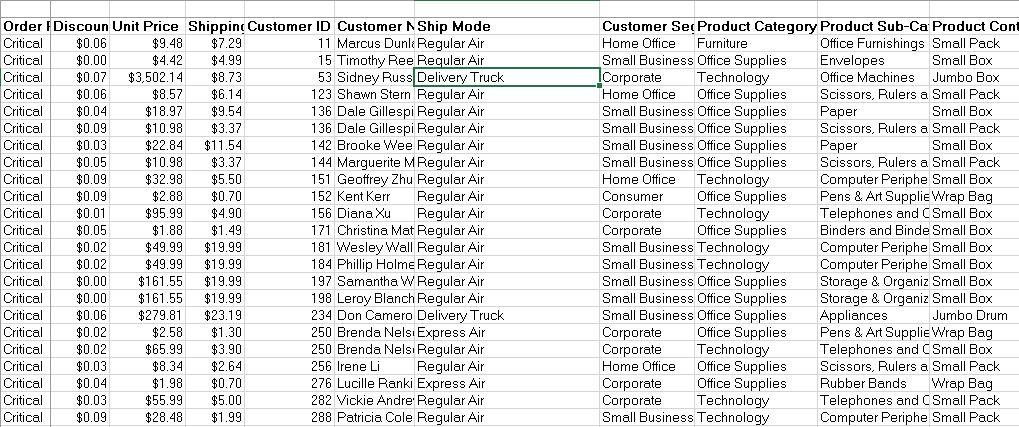 Order Discoun Unit Price Shipping Customer ID Customer N Ship Mode Customer Seg Product Category Product Sub-Ca Product Cont
Critical $0.06 $9.48 $7.29 11 Marcus Dunl Regular Air Home Office Furniture Office Furnishings Small Pack
Critical $0.00 $4.42 $4.99 15 Timothy Ree Regular Air Small Business Office Supplies Envelopes Small Box
Critical $0.07 $3,502.14 $8.73 53 Sidney Russ Delivery Truck Corporate Technology Office Machines Jumbo Box
Critical $0.06 $8.57 $6.14 123 Shawn Stern Regular Air Home Office Office Supplies Scissors, Rulers a Small Pack
Critical $0.04 $18.97 $9.54 136 Dale Gillespi Regular Air Small Business Office Supplies Paper Small Box
Critical $0.09 $10.98 $3.37 136 Dale Gillespi Regular Air Small Business Office Supplies Scissors, Rulers a Small Pack
Critical $0.03 $22.84 $11.54 142 Brooke Wee Regular Air Small Business Office Supplies Paper Small Box
Critical $0.05 $10.98 $3.37 144 Marguerite M Regular Air Small Business Office Supplies Scissors, Rulers a Small Pack
Critical $0.09 $32.98 $5.50 151 Geoffrey Zhu Regular Air Home Office Technology Computer Periphe Small Box
Critical $0.09 $2.88 $0.70 152 Kent Kerr Regular Air Consumer Office Supplies Pens & Art Supplie Wrap Bag
Critical $0.01 $95.99 $4.90 156 Diana Xu Regular Air Corporate Technology Telephones and C Small Box
Critical $0.05 $1.88 $1.49 171 Christina Mat Regular Air Corporate Office Supplies Binders and Binde Small Box
Critical $0.02 $49.99 $19.99 181 Wesley Wall Regular Air Small Business Technology Computer Periphe Small Box
Critical $0.02 $49.99 $19.99 184 Phillip Holme Regular Air Small Business Technology Computer Periphe Small Box
Critical $0.00 $161.55 $19.99 197 Samantha W Regular Air Small Business Office Supplies Storage & Organiz Small Box
Critical $0.00 $161.55 $19.99 198 Leroy Blanch Regular Air Small Business Office Supplies Storage & Organiz Small Box
Critical $0.06 $279.81 $23.19 234 Don Camero Delivery Truck Small Business Office Supplies Appliances Jumbo Drum
Critical $0.02 $2.58 $1.30 250 Brenda Nels Express Air Corporate Office Supplies Pens & Art Supplie Wrap Bag
Critical $0.02 $65.99 $3.90 250 Brenda Nels Regular Air Corporate Technology Telephones and C Small Box
Critical $0.03 $8.34 $2.64 256 Irene Li Regular Air Home Office Office Supplies Scissors, Rulers a Small Pack
Critical $0.04 $1.98 $0.70 276 Lucille Ranki Express Air Corporate Office Supplies Rubber Bands Wrap Bag
Critical $0.03 $55.99 $5.00 282 Vickie Andre Regular Air Corporate Technology Telephones and C Small Pack
Critical $0.09 $28.48 $1.99 288 Patricia Cole Regular Air Small Business Technology Computer Periphe Small Pack